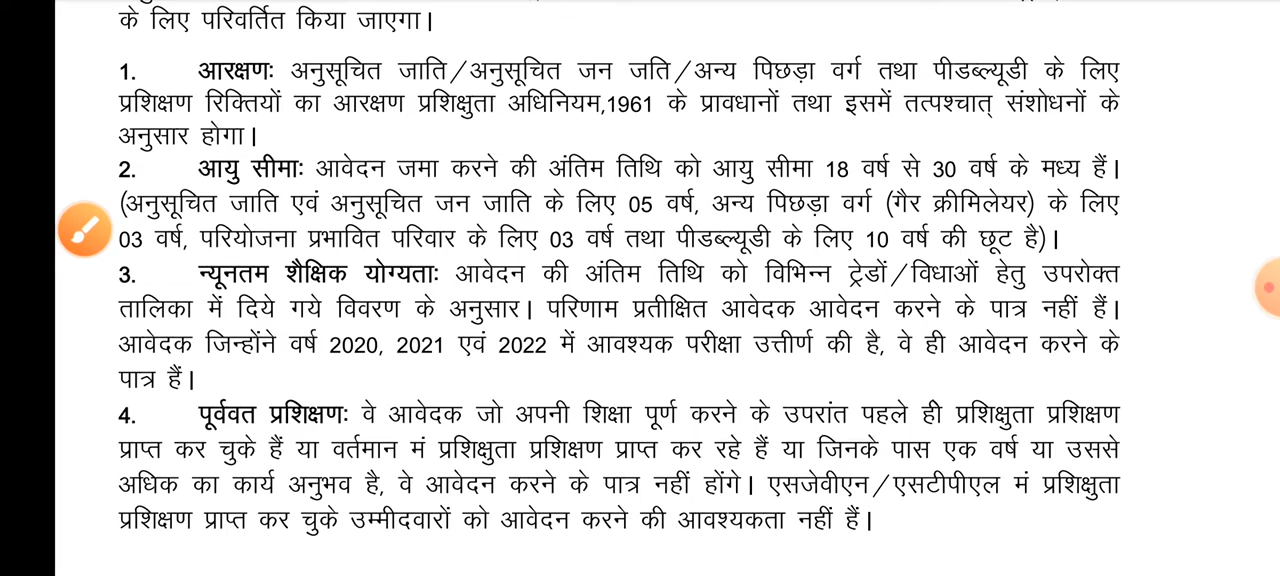 के लिए परिवर्तित किया जाएगा।
1. आरक्षणः अनुसूचित जाति/अनुसूचित जन जति/अन्य पिछड़ा वर्ग तथा पीडब्ल्यूडी के लिए
प्रशिक्षण रिक्तियों का आरक्षण प्रशिक्षुता अधिनियम,1961 के प्रावधानों तथा इसमें तत्पश्चात् संशोधनों के
अनुसार होगा।
2. आयु सीमाः आवेदन जमा करने की अंतिम तिथि को आयु सीमा 18 वर्ष से 30 वर्ष के मध्य हैं।
(अनुसूचित जाति एवं अनुसूचित जन जाति के लिए 05 वर्ष, अन्य पिछड़ा वर्ग (गैर क्रीमिलेयर) के लिए
03 वर्ष, परियोजना प्रभावित परिवार के लिए 03 वर्ष तथा पीडब्ल्यूडी के लिए 10 वर्ष की छूट है)।
3. न्यूनतम शैक्षिक योग्यताः आवेदन की अंतिम तिथि को विभिन्न ट्रेडों/विधाओं हेतु उपरोक्त
तालिका में दिये गये विवरण के अनुसार। परिणाम प्रतीक्षित आवेदक आवेदन करने के पात्र नहीं हैं।
आवेदक जिन्होंने वर्ष 2020, 2021 एवं 2022 में आवश्यक परीक्षा उत्तीर्ण की है, वे ही आवेदन करने के
पात्र हैं।
4. पूर्ववत प्रशिक्षणः वे आवेदक जो अपनी शिक्षा पूर्ण करने के उपरांत पहले ही प्रशिक्षुता प्रशिक्षण
प्राप्त कर चुके हैं या वर्तमान मं प्रशिक्षुता प्रशिक्षण प्राप्त कर रहे हैं या जिनके पास एक वर्ष या उससे
अधिक का कार्य अनुभव है, वे आवेदन करने के पात्र नहीं होंगे। एसजेवीएन/एसटीपीएल मं प्रशिक्षुता
प्रशिक्षण प्राप्त कर चुके उम्मीदवारों को आवेदन करने की आवश्यकता नहीं हैं।